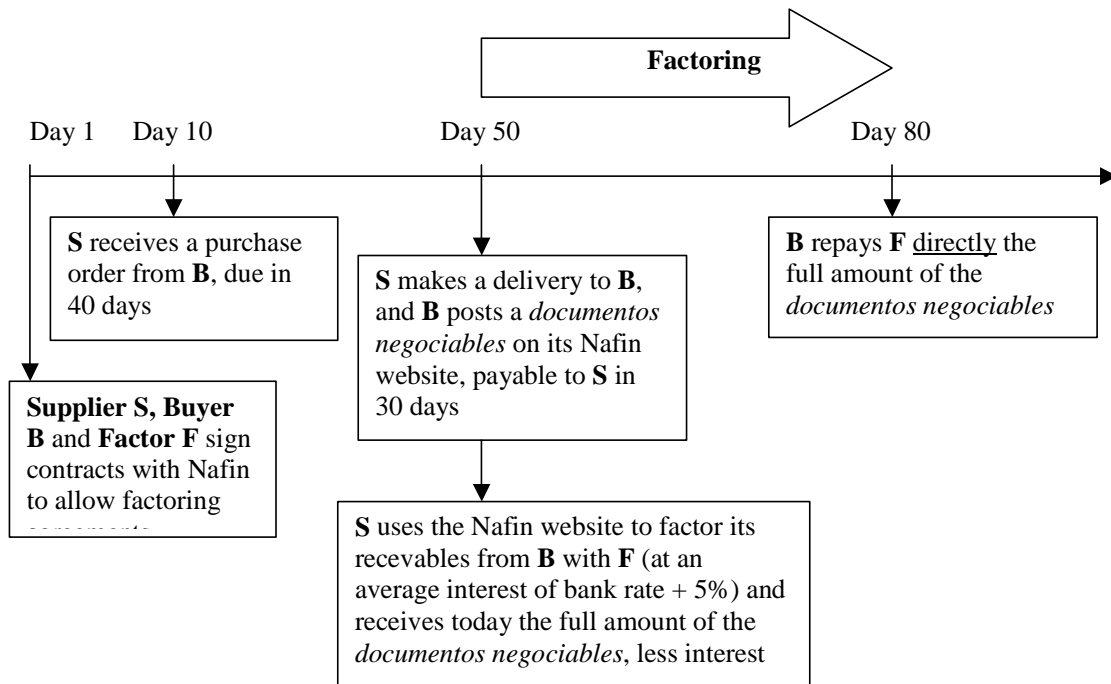 Factoring
Day 1
Day 10
Day 50
Day 80
S receives a purchase
order from B, due in
40 days
S makes a delivery to B,
and B posts a documentos
negociables on its Nafin
website, payable to S in
30 days
B repays F directly the
full amount of the
documentos negociables
Supplier S, Buyer
B and Factor F sign
contracts with Nafin
to allow factoring
S uses the Nafin website to factor its
recevables from B with F (at an
average interest of bank rate + 5%) and
receives today the full amount of the
documentos negociables, less interest